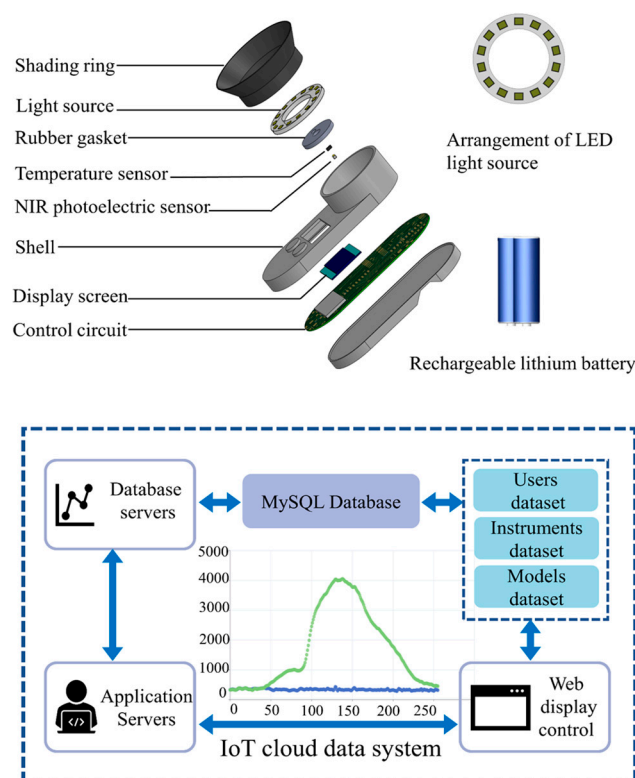 Shading ring
Light source
Rubber gasket
Temperature sensor
NIR photoelectric sensor
Shell
Display screen
Control circuit
Arrangement of LED
light source
Rechargeable lithium battery
Database
servers
MySQL Database
Users
dataset
Instruments
dataset
Models
dataset
5000
4000
3000
2000
1000
0
0
50
100
150
200
250
Application
Servers
</>
Web
display
control
IoT cloud data system